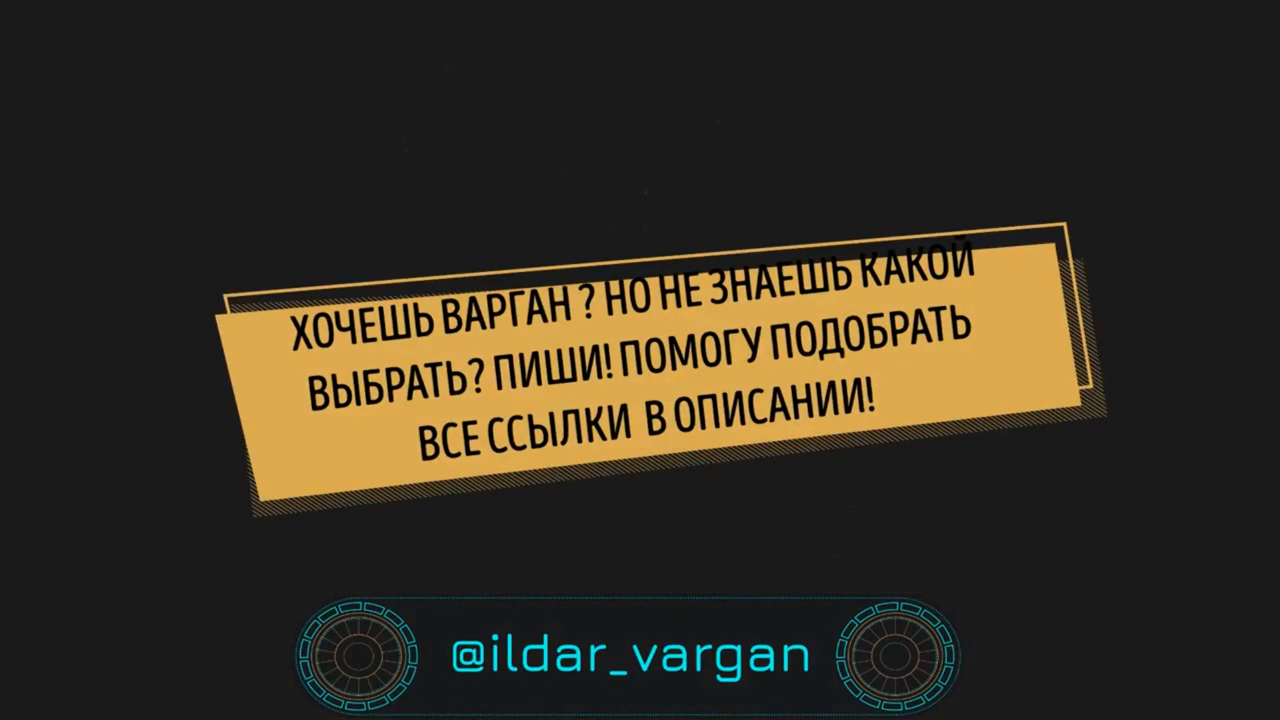 ХОЧЕШЬ ВАРГАН ? НО НЕ ЗНАЕШЬ КАКОЙ
ВЫБРАТЬ? ПИШИ! ПОМОГУ ПОДОБРАТЬ
ВСЕ ССЫЛКИ В ОПИСАНИИ!
@ildar_vargan